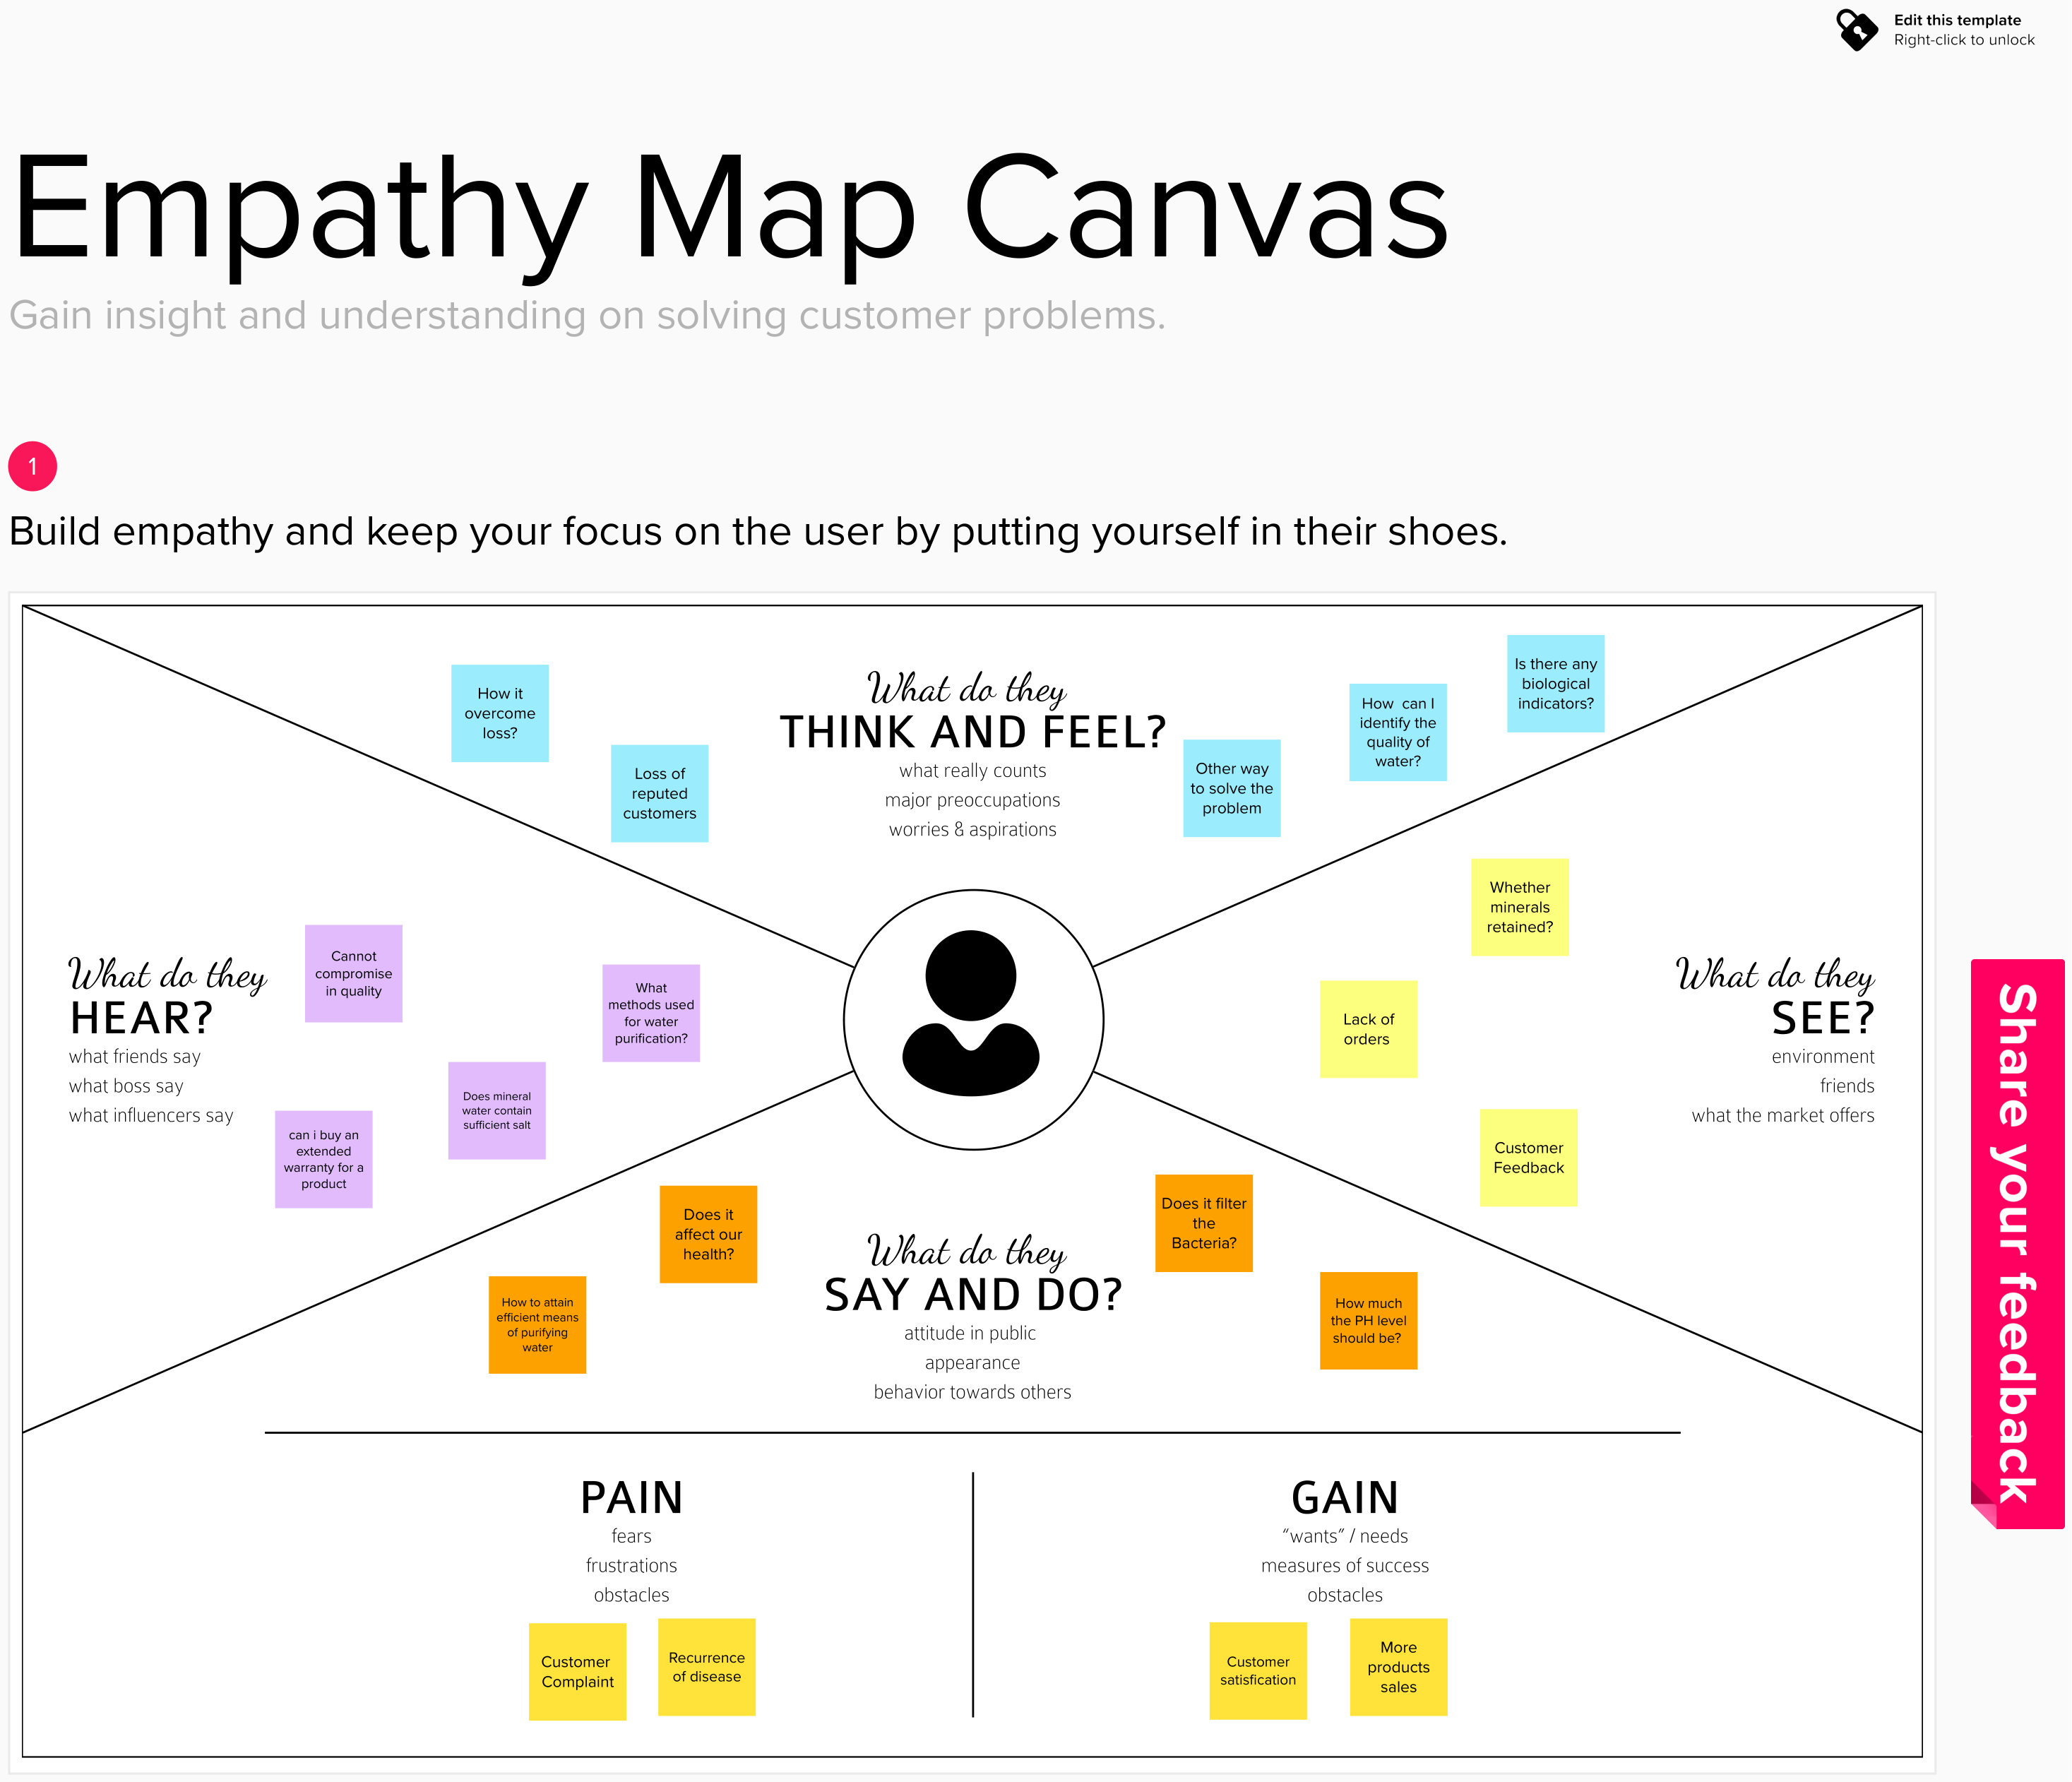 Edit this template
Right-click to unlock
Empathy Map Canvas
Gain insight and understanding on solving customer problems.
1
Build empathy and keep your focus on the user by putting yourself in their shoes.
What do they
THINK AND FEEL?
what really counts
major preoccupations
worries & aspirations
How it
overcome
loss?
Loss of
reputed
customers
Other way
to solve the
problem
How can I
identify the
quality of
water?
Is there any
biological
indicators?
What do they
HEAR?
what friends say
what boss say
what influencers say
Cannot
compromise
in quality
What
methods used
for water
purification?
Does mineral
water contain
sufficient salt
can i buy an
extended
warranty for a
product
What do they
SEE?
environment
friends
what the market offers
Whether
minerals
retained?
Lack of
orders
Customer
Feedback
What do they
SAY AND DO?
attitude in public
appearance
behavior towards others
Does it
affect our
health?
How to attain
efficient means
of purifying
water
Does it filter
the
Bacteria?
How much
the PH level
should be?
PAIN
fears
frustrations
obstacles
Customer
Complaint
Recurrence
of disease
GAIN
“wants” / needs
measures of success
obstacles
Customer
satisfication
More
products
sales
Share your feedback